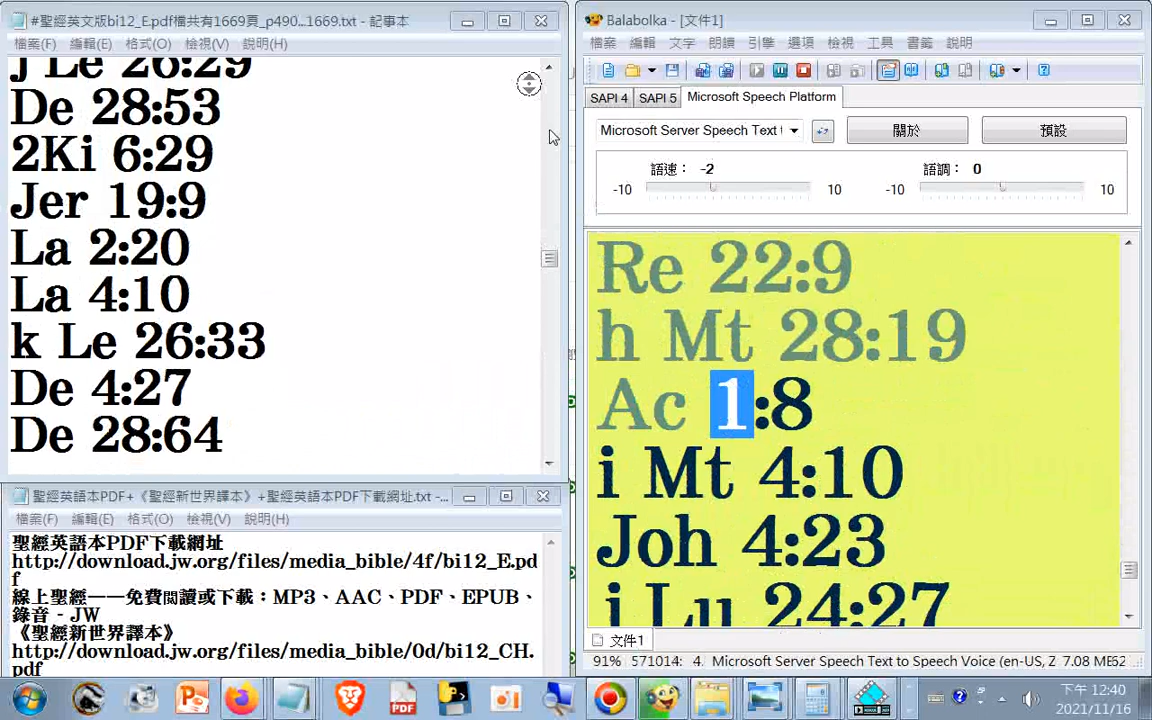 #聖經英文版bi12_E.pdf檔共有1669頁_p490...1669.txt - 記事本
檔案(F) 編輯(E) 格式(O) 檢視(V) 說明(H)
j Le 26:29
De 28:53
2Ki 6:29
Jer 19:9
La 2:20
La 4:10
k Le 26:33
De 4:27
De 28:64
聖經英語本PDF+《聖經新世界譯本》+聖經英語本PDF下載網址.txt - ...
檔案(F) 編輯(E) 格式(O) 檢視(V) 說明(H)
聖經英語本PDF下載網址
http://download.jw.org/files/media_bible/4f/bi12_E.pd
f
線上聖經——免費閱讀或下載：MP3、AAC、PDF、EPUB、
錄音 - JW
《聖經新世界譯本》
http://download.jw.org/files/media_bible/0d/bi12_CH.
pdf
Balabolka - [文件1]
檔案 編輯 文字 朗讀 引擎 選項 檢視 工具 書籤 說明
SAPI 4 SAPI 5 Microsoft Speech Platform
Microsoft Server Speech Text t 關於 預設
語速： -2 語調： 0
-10 10 -10 10
Re 22:9
h Mt 28:19
Ac 1:8
i Mt 4:10
Joh 4:23
j Lu 24:27
文件1
91% 571014: 4. Microsoft Server Speech Text to Speech Voice (en-US, Z 7.08 MB
下午 12:40
2021/11/16